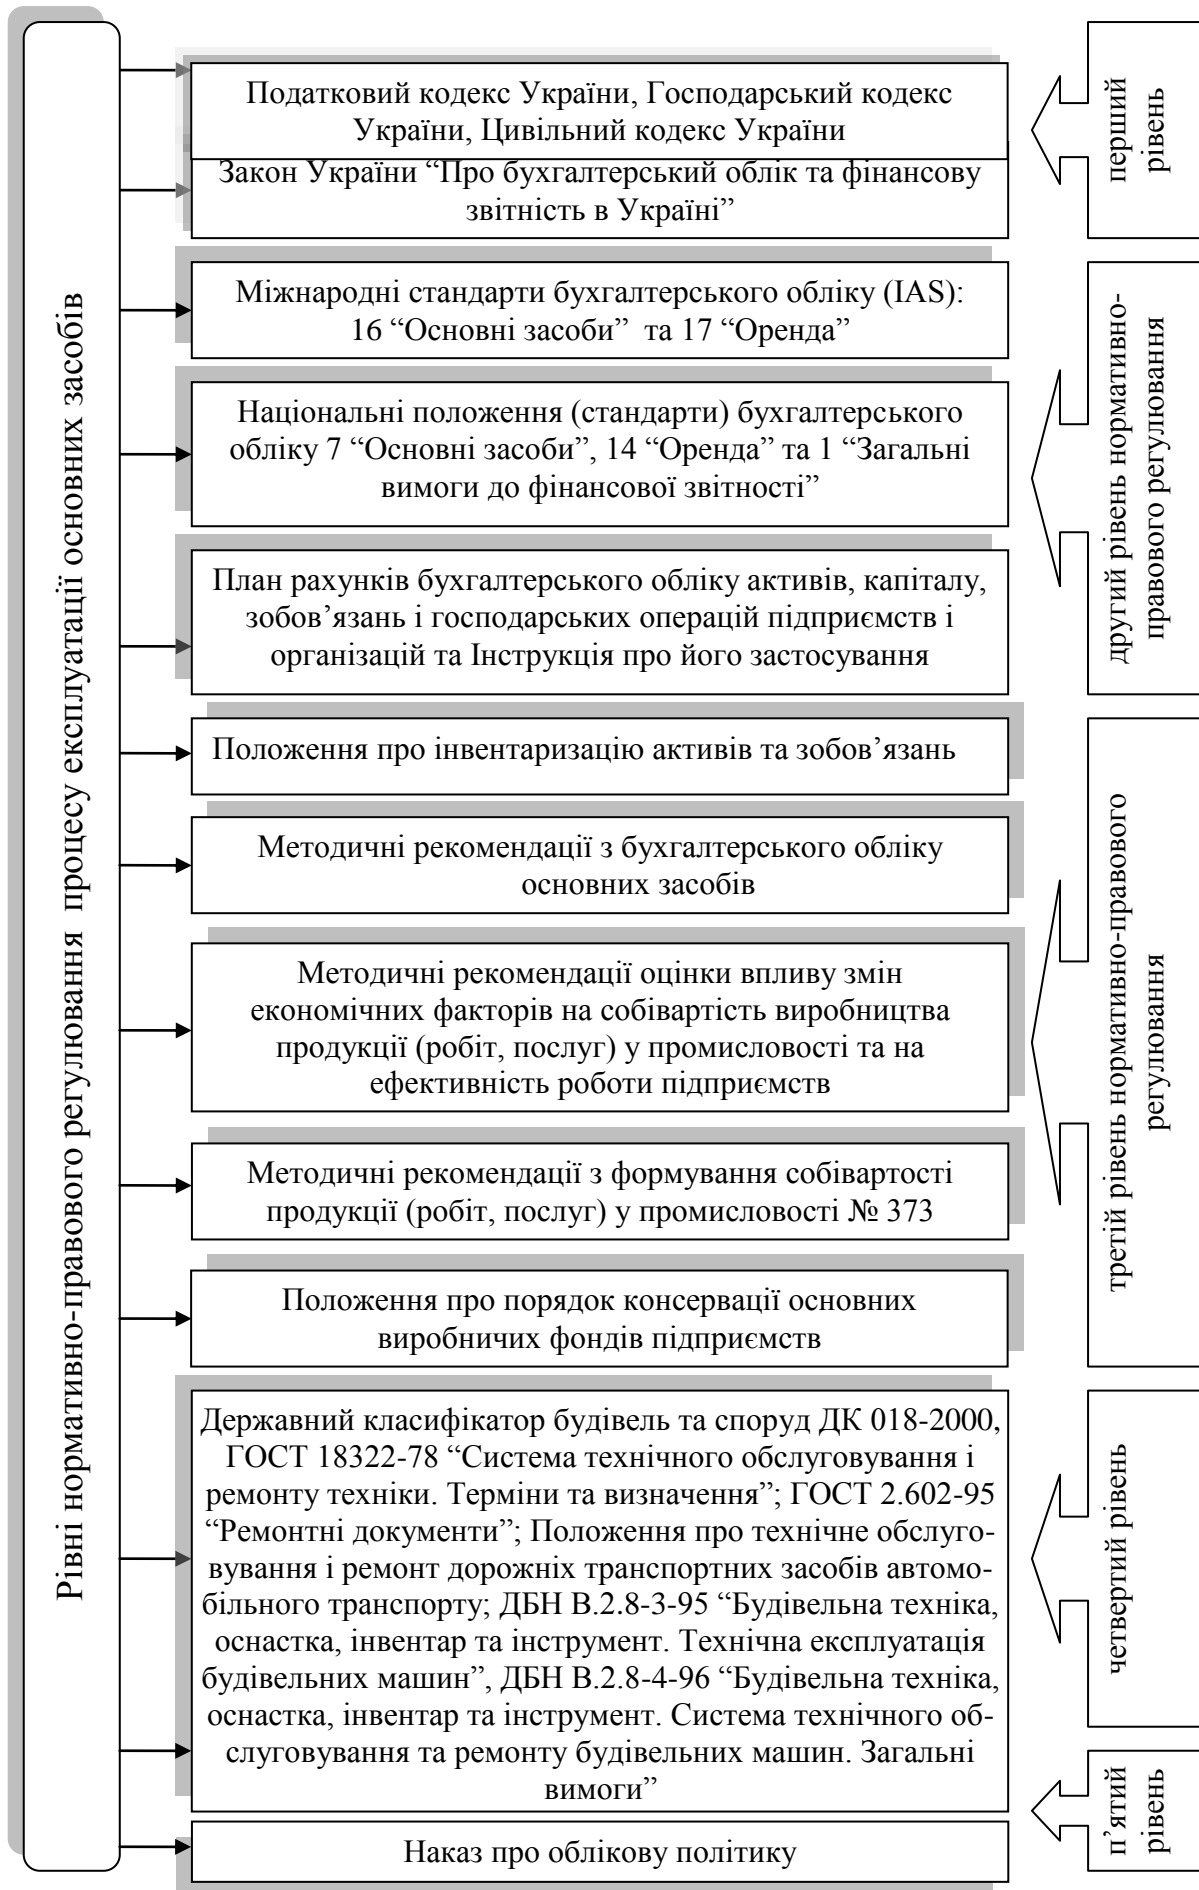 Рівні нормативно-правового регулювання процесу експлуатації основних засобів
Податковий кодекс України, Господарський кодекс
України, Цивільний кодекс України
Закон України “Про бухгалтерський облік та фінансову
звітність в Україні”
перший
рівень
Міжнародні стандарти бухгалтерського обліку (IAS):
16 “Основні засоби” та 17 “Оренда”
Національні положення (стандарти) бухгалтерського
обліку 7 “Основні засоби”, 14 “Оренда” та 1 “Загальні
вимоги до фінансової звітності”
План рахунків бухгалтерського обліку активів, капіталу,
зобов’язань і господарських операцій підприємств і
організацій та Інструкція про його застосування
другий рівень нормативно-
правового регулювання
Положення про інвентаризацію активів та зобов’язань
Методичні рекомендації з бухгалтерського обліку
основних засобів
Методичні рекомендації оцінки впливу змін
економічних факторів на собівартість виробництва
продукції (робіт, послуг) у промисловості та на
ефективність роботи підприємств
Методичні рекомендації з формування собівартості
продукції (робіт, послуг) у промисловості № 373
Положення про порядок консервації основних
виробничих фондів підприємств
третій рівень нормативно-правового
регулювання
Державний класифікатор будівель та споруд ДК 018-2000,
ГОСТ 18322-78 “Система технічного обслуговування і
ремонту техніки. Терміни та визначення”; ГОСТ 2.602-95
“Ремонтні документи”; Положення про технічне обслуго-
вування і ремонт дорожніх транспортних засобів автомо-
більного транспорту; ДБН В.2.8-3-95 “Будівельна техніка,
оснастка, інвентар та інструмент. Технічна експлуатація
будівельних машин”, ДБН В.2.8-4-96 “Будівельна техніка,
оснастка, інвентар та інструмент. Система технічного об-
слуговування та ремонту будівельних машин. Загальні
вимоги”
четвертий рівень
Наказ про облікову політику
п’ятий
рівень